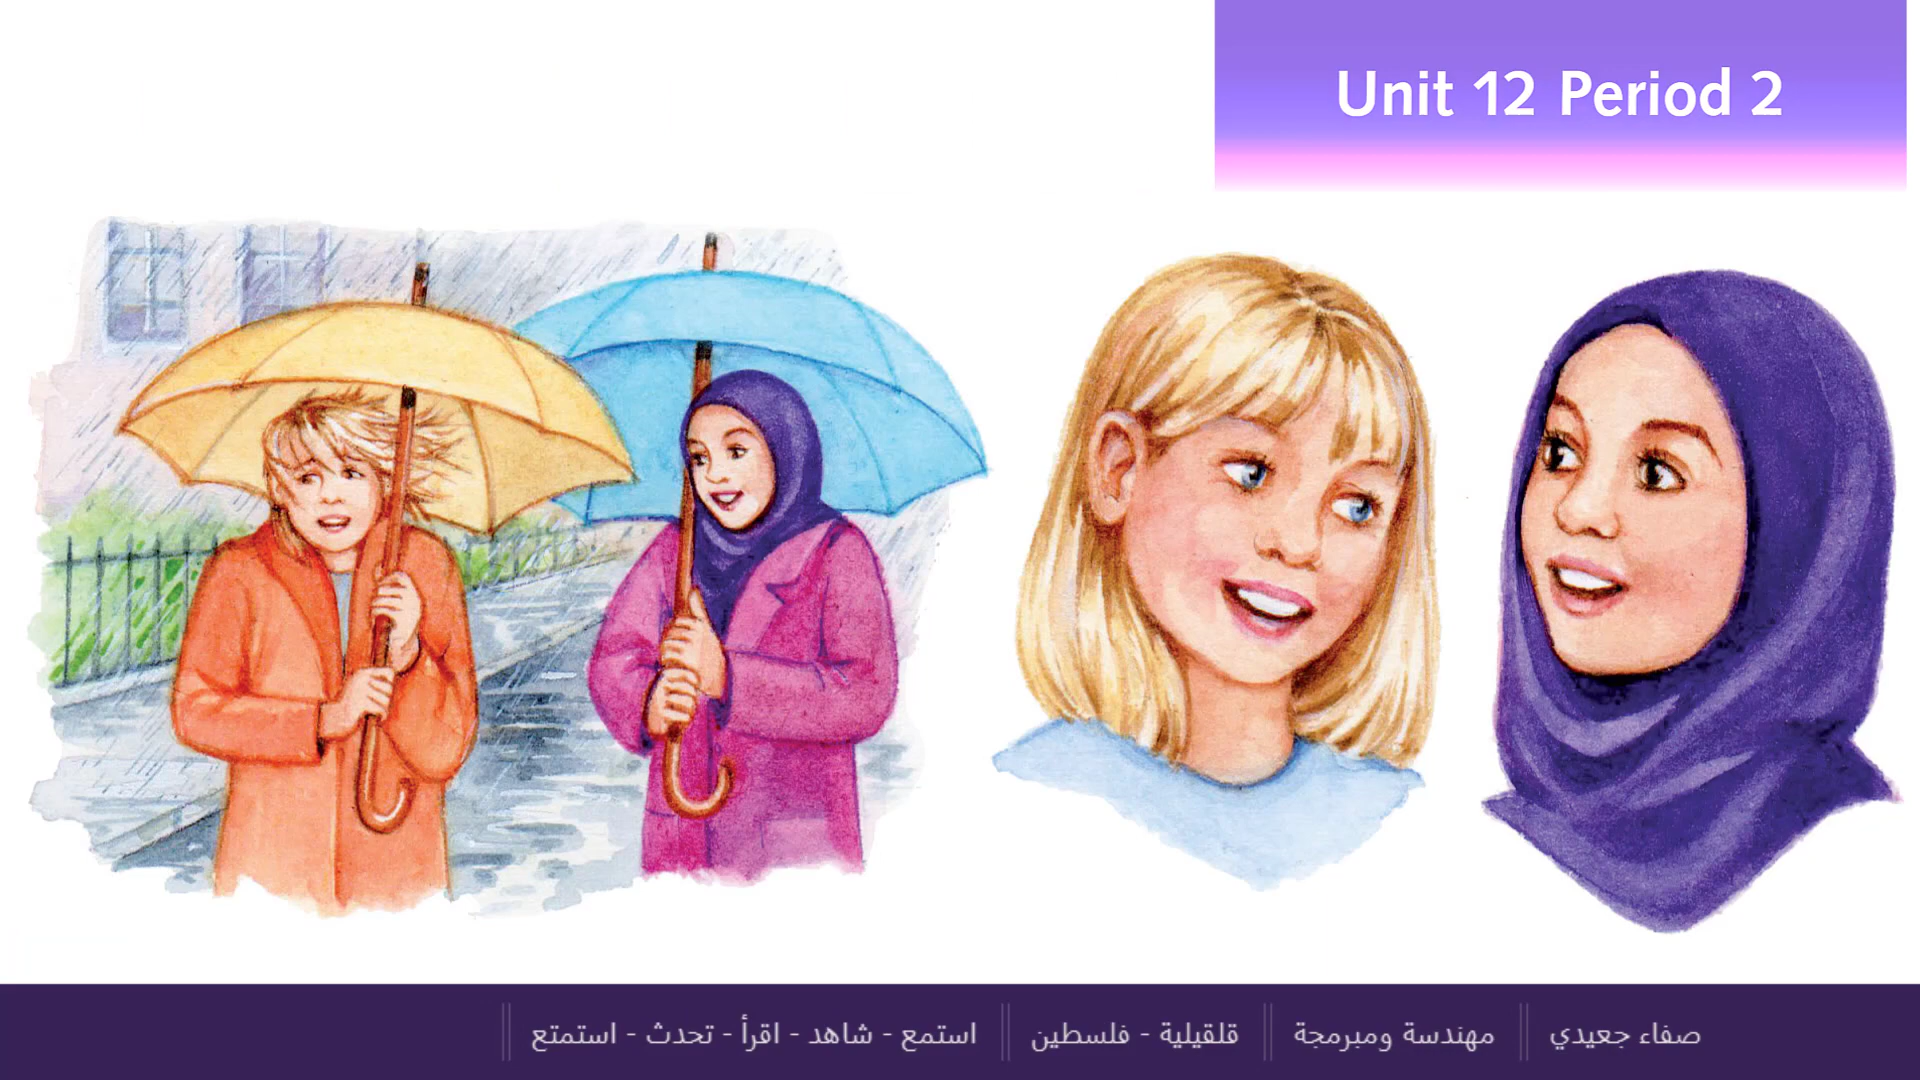 Unit 12 Period 2
صفاء جعيدي || مهندسة ومبرمجة || قلقيلية - فلسطين || استمع - شاهد - اقرأ - تحدث - استمتع ||